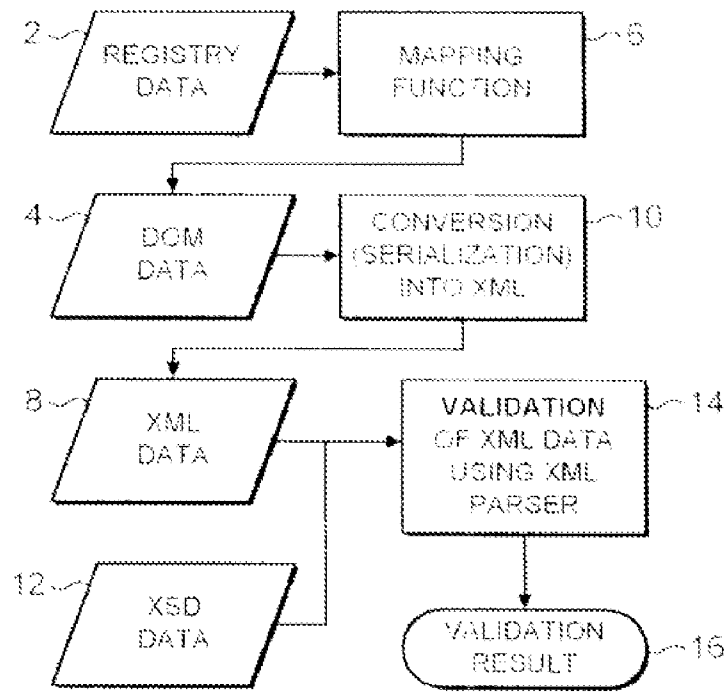 2
REGISTRY
DATA
MAPPING
FUNCTION
6
4
DOM
DATA
CONVERSION
(SERIALIZATION)
INTO XML
10
8
XML
DATA
VALIDATION
OF XML DATA
USING XML
PARSER
14
12
XSD
DATA
VALIDATION
RESULT
16